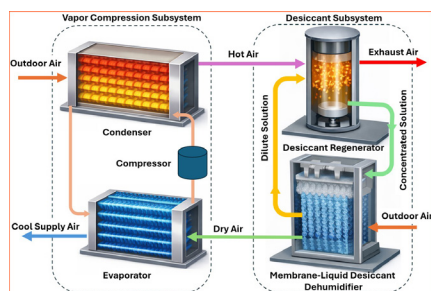 Vapor Compression Subsystem
Desiccant Subsystem
Outdoor Air
Hot Air
Exhaust Air
Condenser
Compressor
Dilute Solution
Concentrated Solution
Desiccant Regenerator
Outdoor Air
Cool Supply Air
Dry Air
Evaporator
Membrane-Liquid Desiccant
Dehumidifier